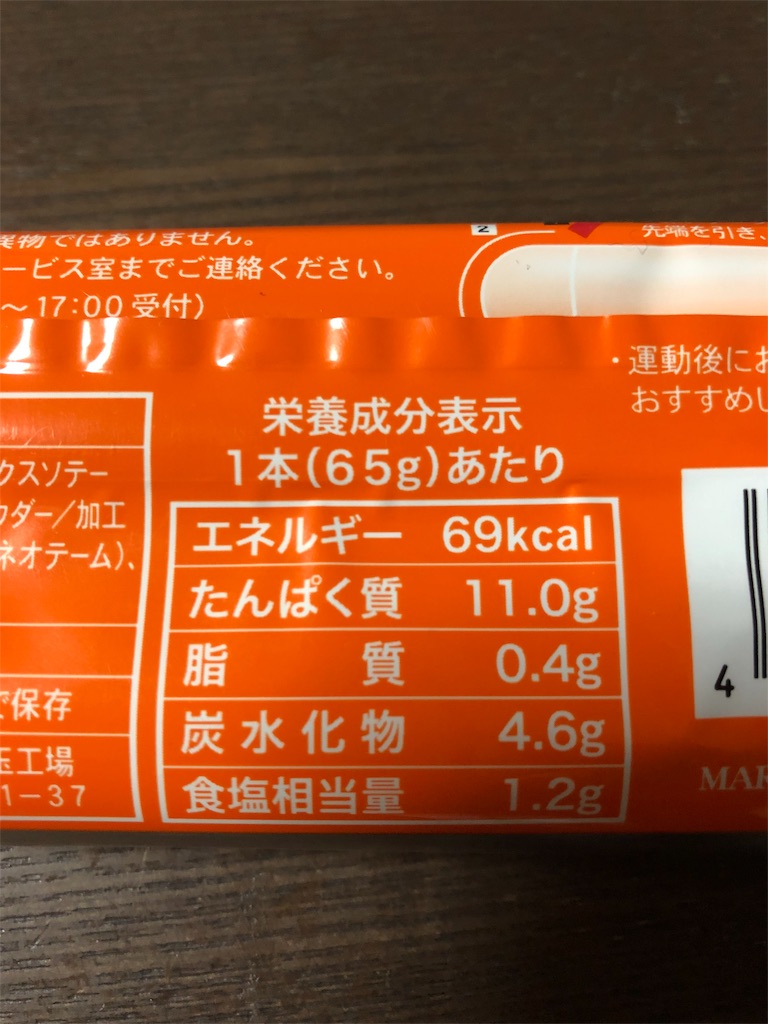 異物ではありません。
ービス室までご連絡ください。
～17:00受付)
2
先端を引き、
・運動後にお
おすすめし
クスソテー
ウダー/加工
ネオテーム)、
で保存
玉工場
1-37
栄養成分表示
1本(65g)あたり
エネルギー 69kcal
たんぱく質 11.0g
脂質 0.4g
炭水化物 4.6g
食塩相当量 1.2g
4
MAR